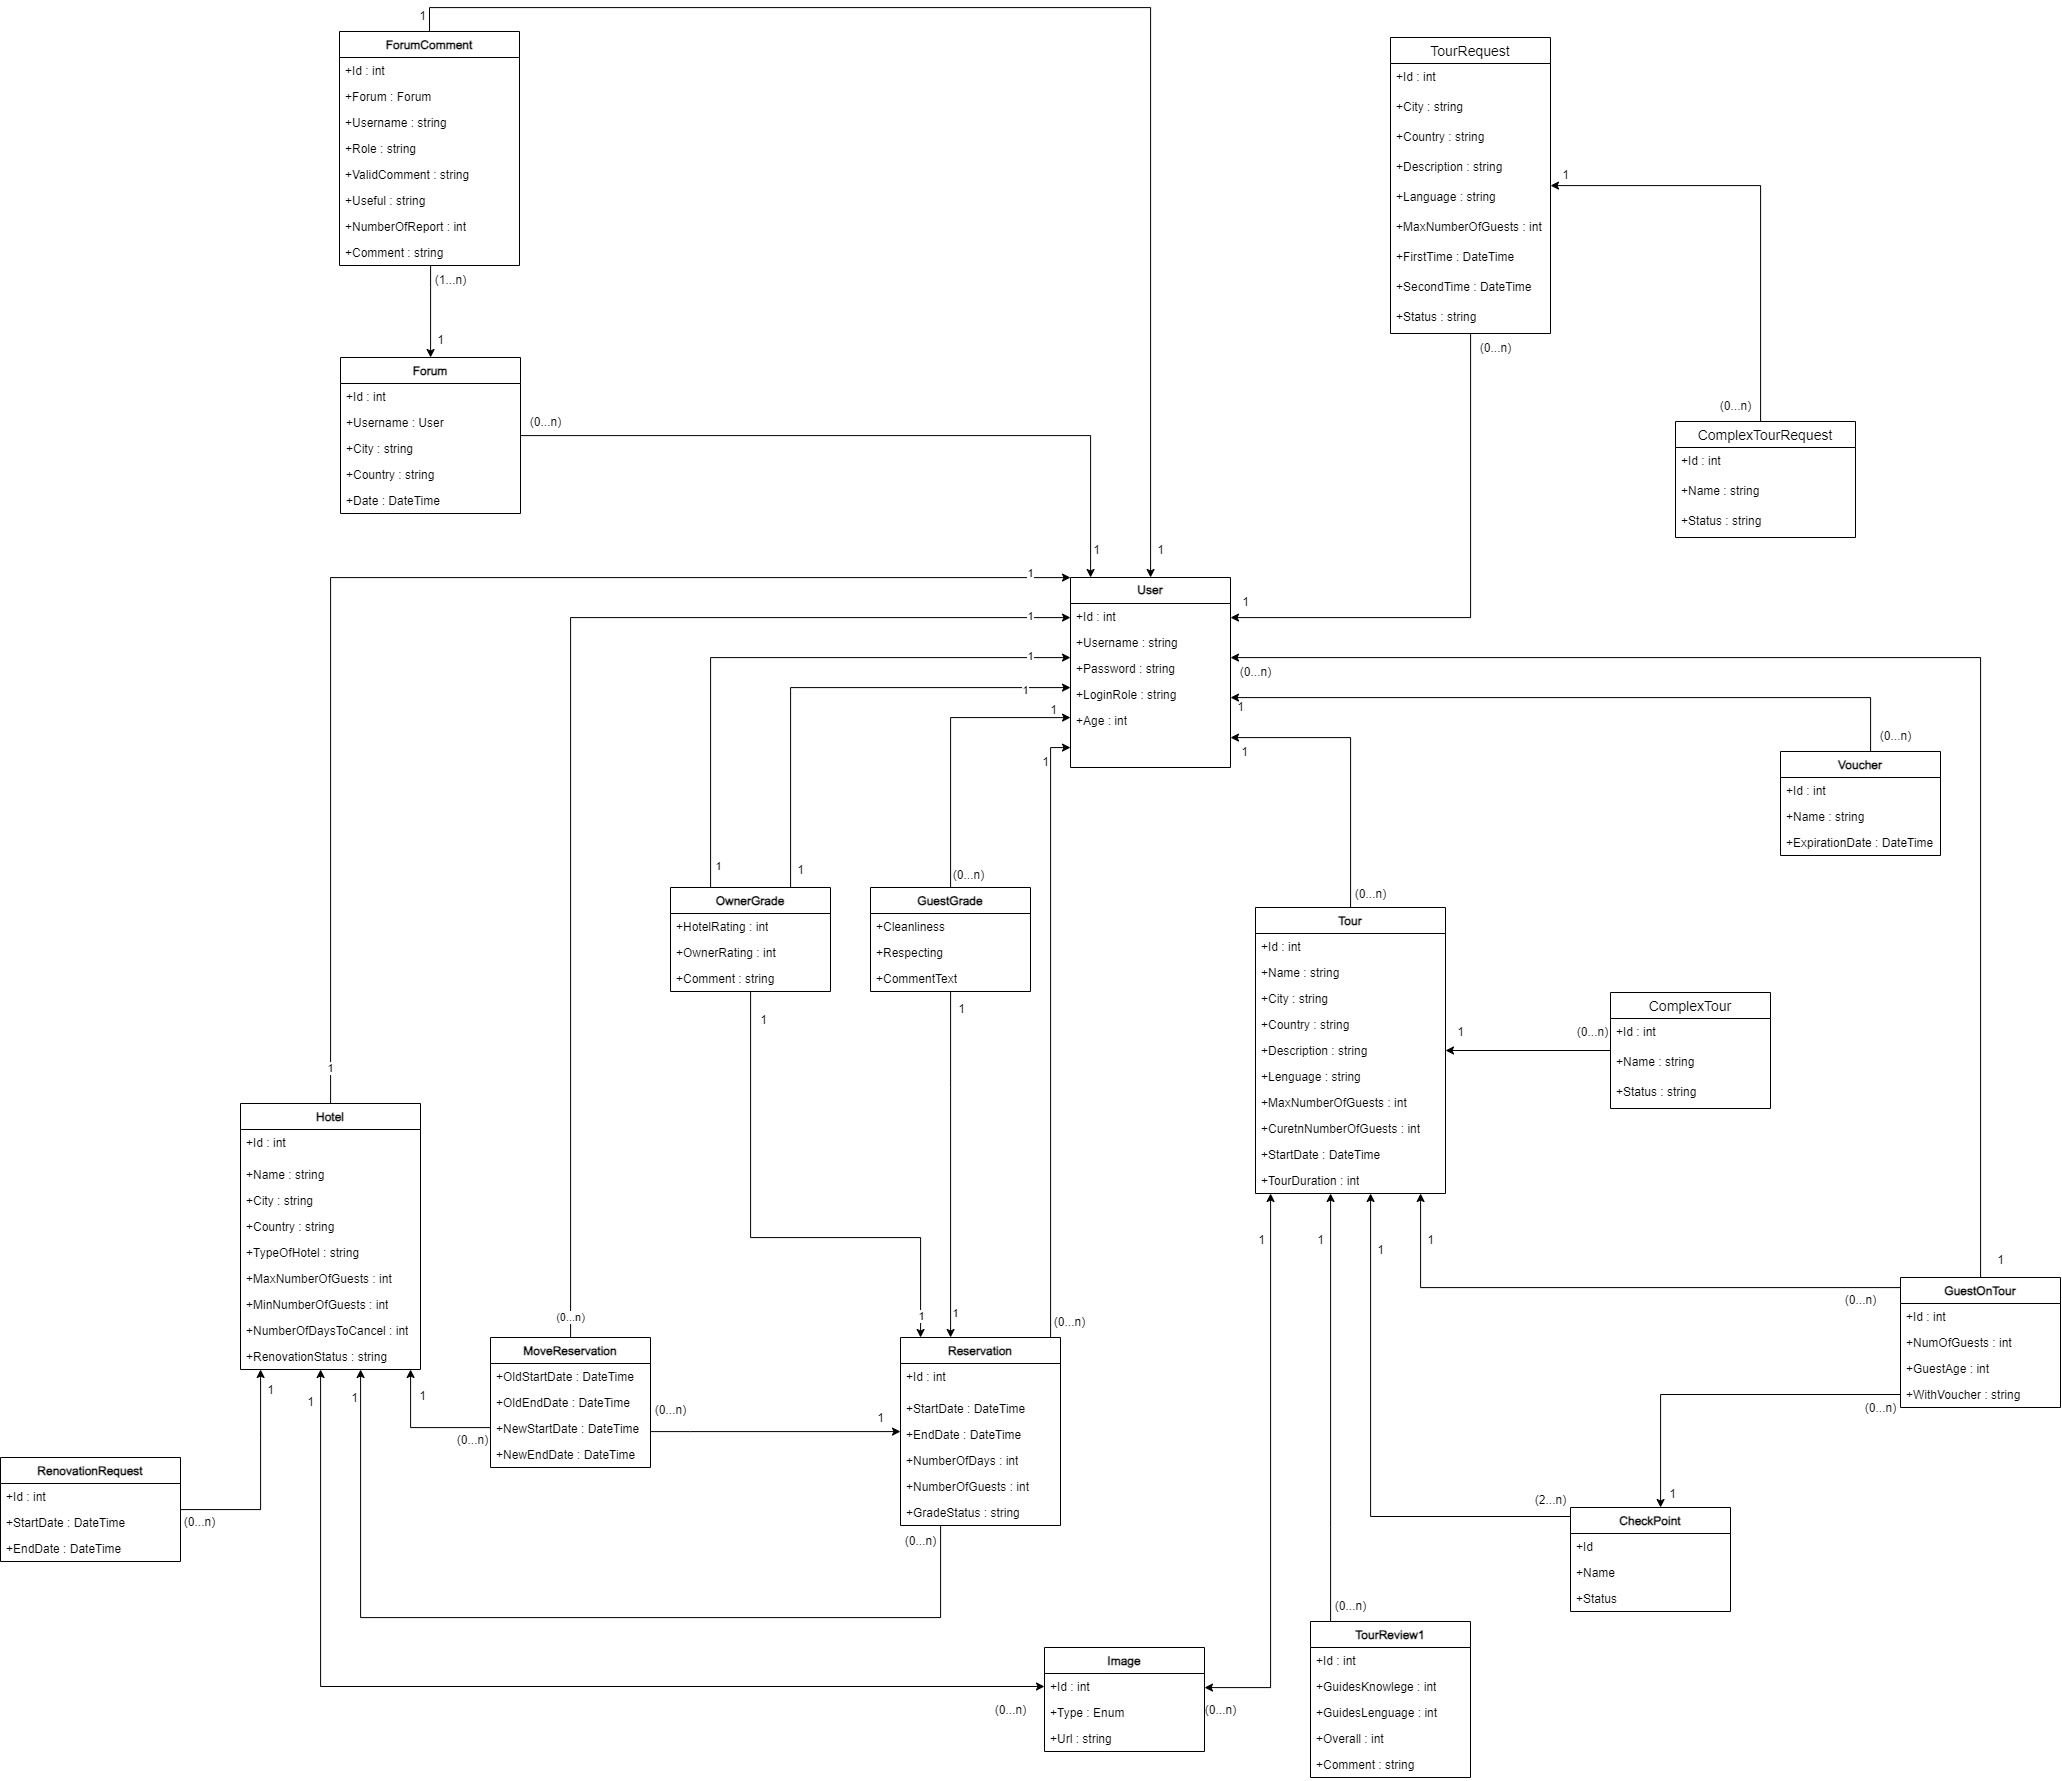 1
ForumComment
+Id : int
+Forum : Forum
+Username : string
+Role : string
+ValidComment : string
+Useful : string
+NumberOfReport : int
+Comment : string
(1...n)
1
Forum
+Id : int
+Username : User
+City : string
+Country : string
+Date : DateTime
(0...n)
1
1
TourRequest
+Id : int
+City : string
+Country : string
+Description : string
+Language : string
+MaxNumberOfGuests : int
+FirstTime : DateTime
+SecondTime : DateTime
+Status : string
1
(0...n)
(0...n)
ComplexTourRequest
+Id : int
+Name : string
+Status : string
User
+Id : int
+Username : string
+Password : string
+LoginRole : string
+Age : int
1
1
1
1
1
1
1
(0...n)
1
1
(0...n)
Voucher
+Id : int
+Name : string
+ExpirationDate : DateTime
1
1
(0...n)
OwnerGrade
+HotelRating : int
+OwnerRating : int
+Comment : string
1
GuestGrade
+Cleanliness
+Respecting
+CommentText
1
(0...n)
Tour
+Id : int
+Name : string
+City : string
+Country : string
+Description : string
+Lenguage : string
+MaxNumberOfGuests : int
+CuretnNumberOfGuests : int
+StartDate : DateTime
+TourDuration : int
1
(0...n)
ComplexTour
+Id : int
+Name : string
+Status : string
1
Hotel
+Id : int
+Name : string
+City : string
+Country : string
+TypeOfHotel : string
+MaxNumberOfGuests : int
+MinNumberOfGuests : int
+NumberOfDaysToCancel : int
+RenovationStatus : string
1
1
1
1
(0...n)
(0...n)
MoveReservation
+OldStartDate : DateTime
+OldEndDate : DateTime
+NewStartDate : DateTime
+NewEndDate : DateTime
(0...n)
1
1
1
(0...n)
Reservation
+Id : int
+StartDate : DateTime
+EndDate : DateTime
+NumberOfDays : int
+NumberOfGuests : int
+GradeStatus : string
(0...n)
1
1
1
1
1
(0...n)
GuestOnTour
+Id : int
+NumOfGuests : int
+GuestAge : int
+WithVoucher : string
(0...n)
RenovationRequest
+Id : int
+StartDate : DateTime
+EndDate : DateTime
(0...n)
(2...n)
1
CheckPoint
+Id
+Name
+Status
(0...n)
Image
+Id : int
+Type : Enum
+Url : string
(0...n)
(0...n)
TourReview1
+Id : int
+GuidesKnowlege : int
+GuidesLenguage : int
+Overall : int
+Comment : string